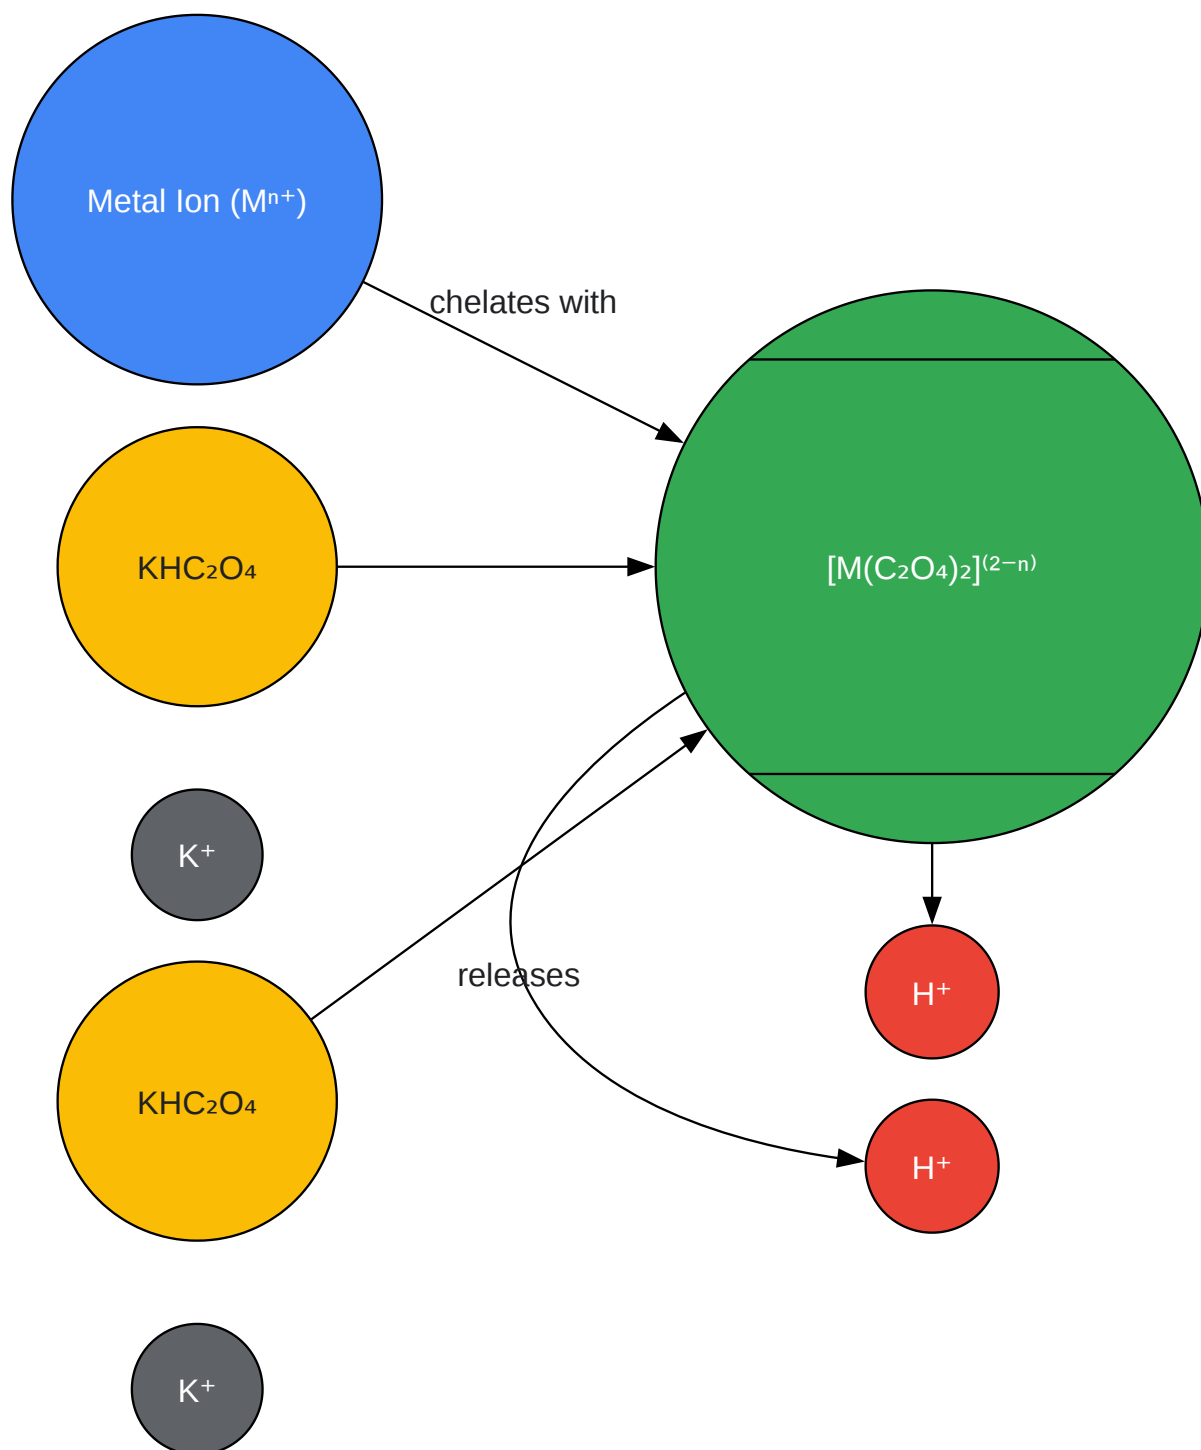 Metal Ion (Mⁿ⁺)
chelates with
KHC₂O₄
[M(C₂O₄)₂]⁽²⁻ⁿ⁾
K⁺
releases
H⁺
KHC₂O₄
H⁺
K⁺